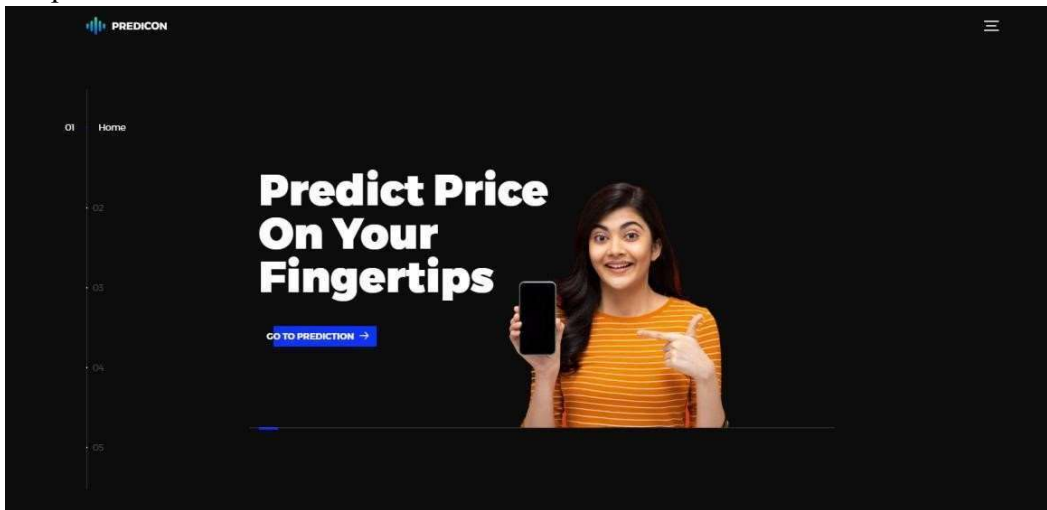 PREDICON
01 Home
Predict Price
On Your
Fingertips
GO TO PREDICTION →
02
03
04
05